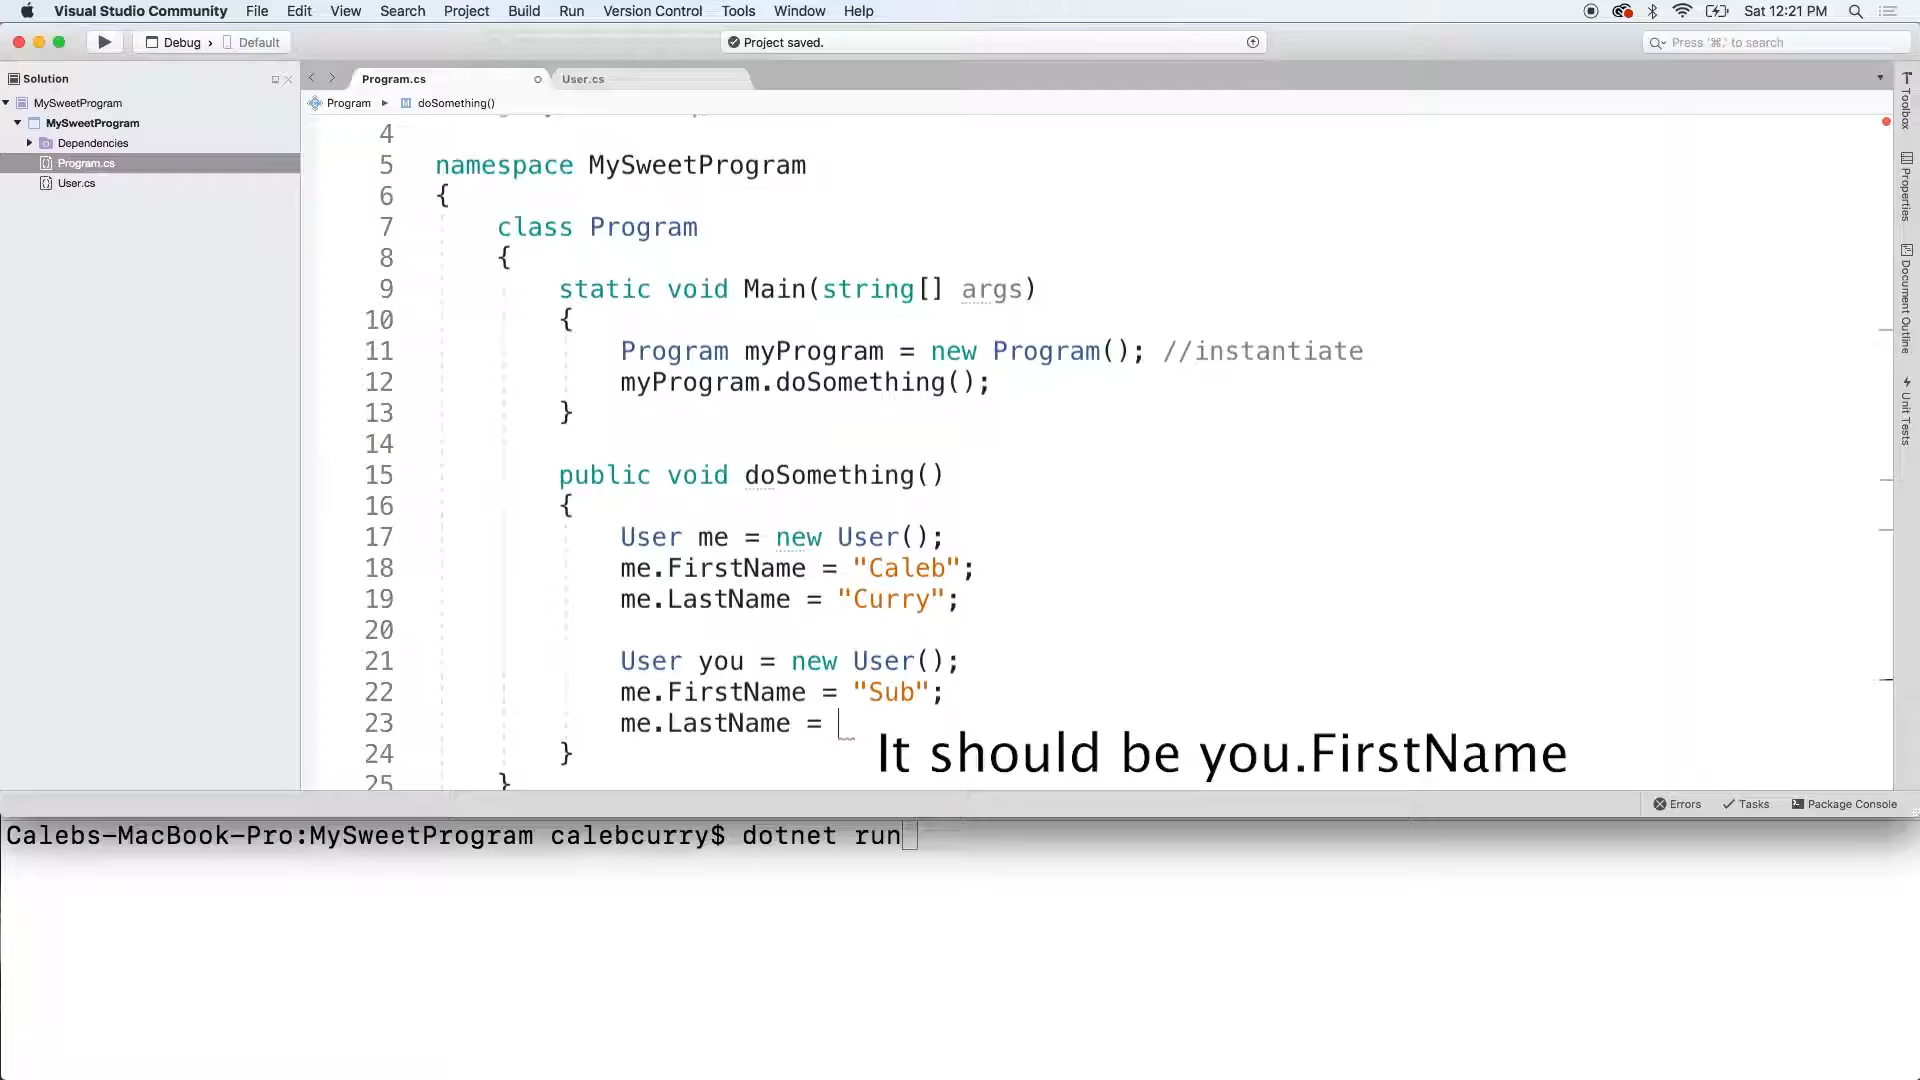 Visual Studio Community File Edit View Search Project Build Run Version Control Tools Window Help Sat 12:21 PM
Debug › Default Project saved. Press '⌘.' to search
Solution
MySweetProgram
MySweetProgram
Dependencies
Program.cs
User.cs
Program.cs User.cs
Program ▸ doSomething()
4
5 namespace MySweetProgram
6 {
7 class Program
8 {
9 static void Main(string[] args)
10 {
11 Program myProgram = new Program(); //instantiate
12 myProgram.doSomething();
13 }
14
15 public void doSomething()
16 {
17 User me = new User();
18 me.FirstName = "Caleb";
19 me.LastName = "Curry";
20
21 User you = new User();
22 me.FirstName = "Sub";
23 me.LastName =
24 }
25 }
It should be you.FirstName
Toolbox
Properties
Document Outline
Unit Tests
Errors Tasks Package Console
Calebs-MacBook-Pro:MySweetProgram calebcurry$ dotnet run